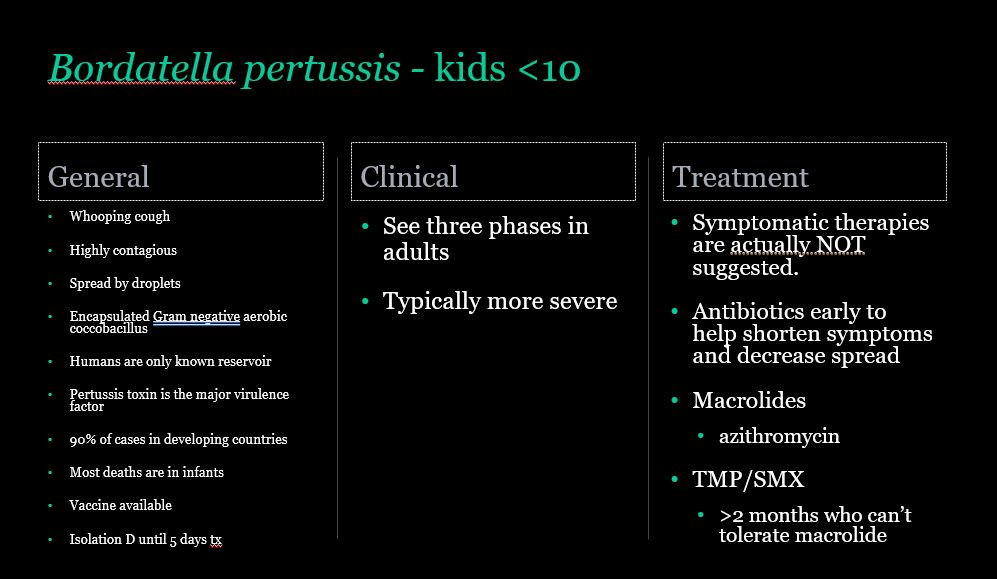 Bordatella pertussis - kids <10
General
• Whooping cough
• Highly contagious
• Spread by droplets
• Encapsulated Gram negative aerobic
coccobacillus
• Humans are only known reservoir
• Pertussis toxin is the major virulence
factor
• 90% of cases in developing countries
• Most deaths are in infants
• Vaccine available
• Isolation D until 5 days tx
Clinical
• See three phases in
adults
• Typically more severe
Treatment
• Symptomatic therapies
are actually NOT
suggested.
• Antibiotics early to
help shorten symptoms
and decrease spread
• Macrolides
• azithromycin
• TMP/SMX
• >2 months who can’t
tolerate macrolide